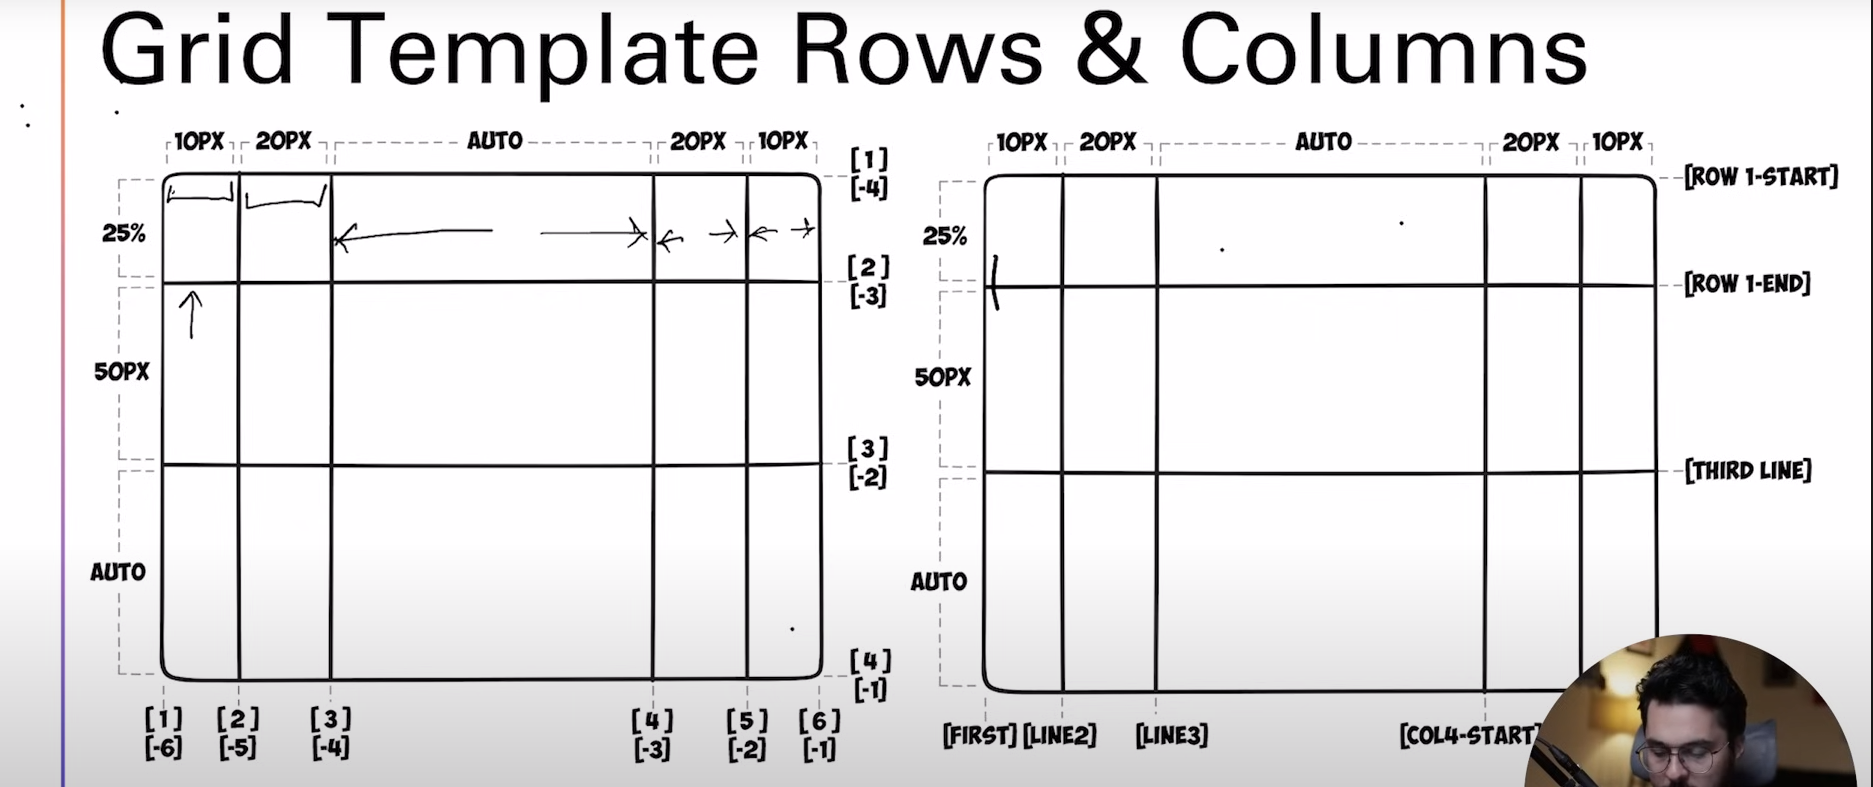 Grid Template Rows & Columns
10PX 20PX AUTO 20PX 10PX
[1]
[-4]
25%
[2]
[-3]
50PX
[3]
[-2]
AUTO
[4]
[-1]
[1] [2] [3] [4] [5] [6]
[-6] [-5] [-4] [-3] [-2] [-1]
10PX 20PX AUTO 20PX 10PX
[ROW 1-START]
25%
[ROW 1-END]
50PX
[THIRD LINE]
AUTO
[FIRST] [LINE2] [LINE3] [COL4-START]